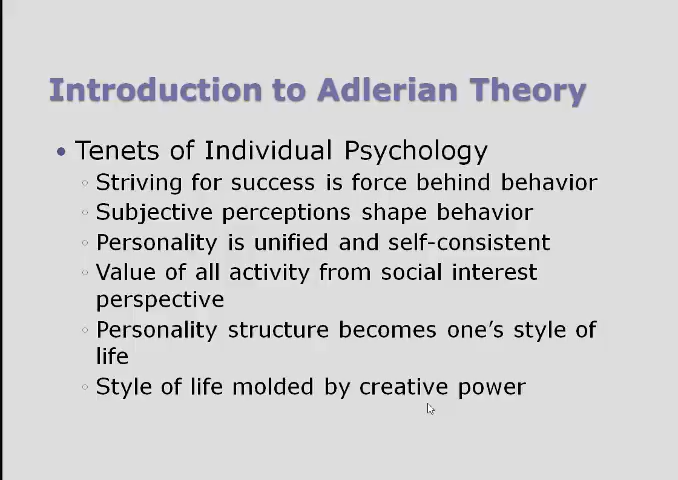 Introduction to Adlerian Theory
• Tenets of Individual Psychology
◦ Striving for success is force behind behavior
◦ Subjective perceptions shape behavior
◦ Personality is unified and self-consistent
◦ Value of all activity from social interest
perspective
◦ Personality structure becomes one's style of
life
◦ Style of life molded by creative power